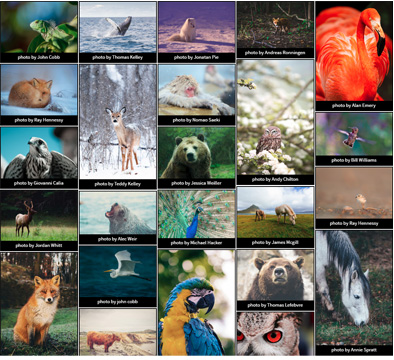 photo by John Cobb
photo by Ray Hennessy
photo by Giovanni Calia
photo by Jordan Whitt
photo by Thomas Kelley
photo by Teddy Kelley
photo by Alec Weir
photo by john cobb
photo by Jonatan Pie
photo by Noman Saeki
photo by Jessica Weiller
photo by Michael Hacker
photo by Andreas Ronningen
photo by Andy Chilton
photo by James Mcgill
photo by Thomas Lefebvre
photo by Alan Emery
photo by Bill Williams
photo by Ray Hennessy
photo by Annie Spratt